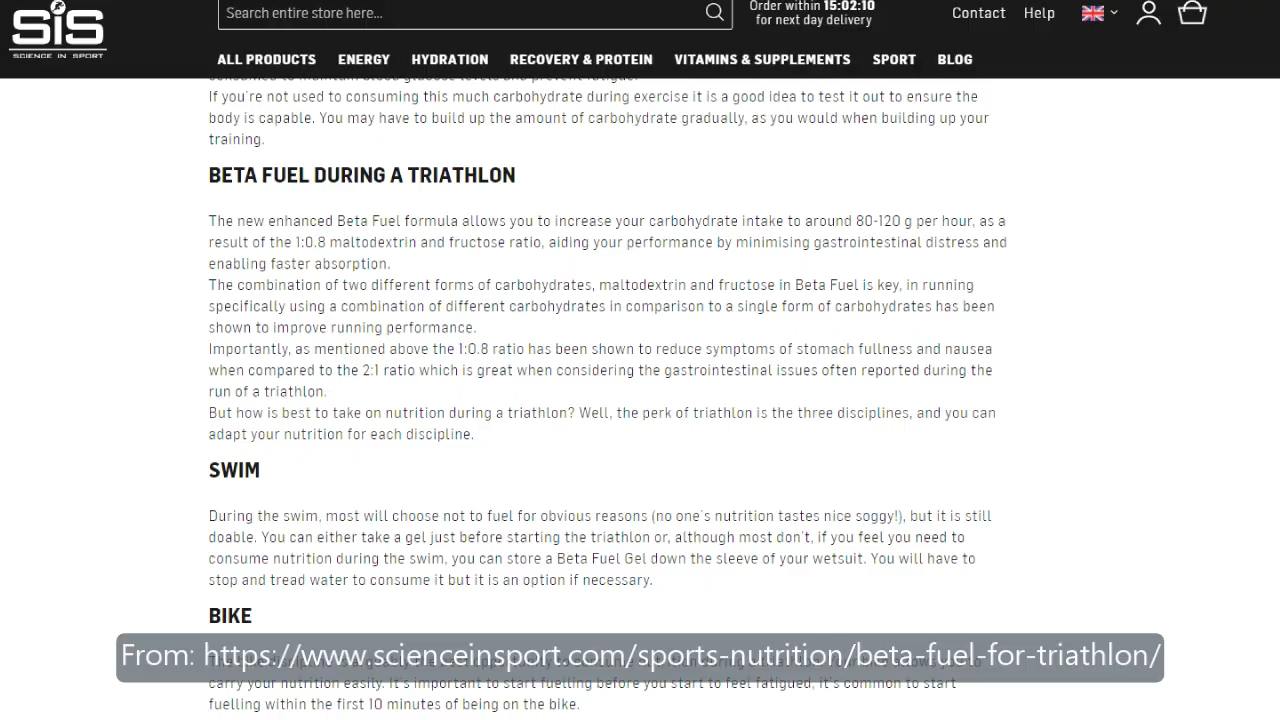 SiS
SCIENCE IN SPORT
Search entire store here...
Order within 15:02:10
for next day delivery
Contact
Help
ALL PRODUCTS
ENERGY
HYDRATION
RECOVERY & PROTEIN
VITAMINS & SUPPLEMENTS
SPORT
BLOG
consumed to maintain blood glucose levels and prevent fatigue.
If you're not used to consuming this much carbohydrate during exercise it is a good idea to test it out to ensure the
body is capable. You may have to build up the amount of carbohydrate gradually, as you would when building up your
training.
BETA FUEL DURING A TRIATHLON
The new enhanced Beta Fuel formula allows you to increase your carbohydrate intake to around 80-120 g per hour, as a
result of the 1:0.8 maltodextrin and fructose ratio, aiding your performance by minimising gastrointestinal distress and
enabling faster absorption.
The combination of two different forms of carbohydrates, maltodextrin and fructose in Beta Fuel is key, in running
specifically using a combination of different carbohydrates in comparison to a single form of carbohydrates has been
shown to improve running performance.
Importantly, as mentioned above the 1:0.8 ratio has been shown to reduce symptoms of stomach fullness and nausea
when compared to the 2:1 ratio which is great when considering the gastrointestinal issues often reported during the
run of a triathlon.
But how is best to take on nutrition during a triathlon? Well, the perk of triathlon is the three disciplines, and you can
adapt your nutrition for each discipline.
SWIM
During the swim, most will choose not to fuel for obvious reasons (no one's nutrition tastes nice soggy!), but it is still
doable. You can either take a gel just before starting the triathlon or, although most don't, if you feel you need to
consume nutrition during the swim, you can store a Beta Fuel Gel down the sleeve of your wetsuit. You will have to
stop and tread water to consume it but it is an option if necessary.
BIKE
From: https://www.scienceinsport.com/sports-nutrition/beta-fuel-for-triathlon/
carry your nutrition easily. It's important to start fuelling before you start to feel fatigued, it's common to start
fuelling within the first 10 minutes of being on the bike.